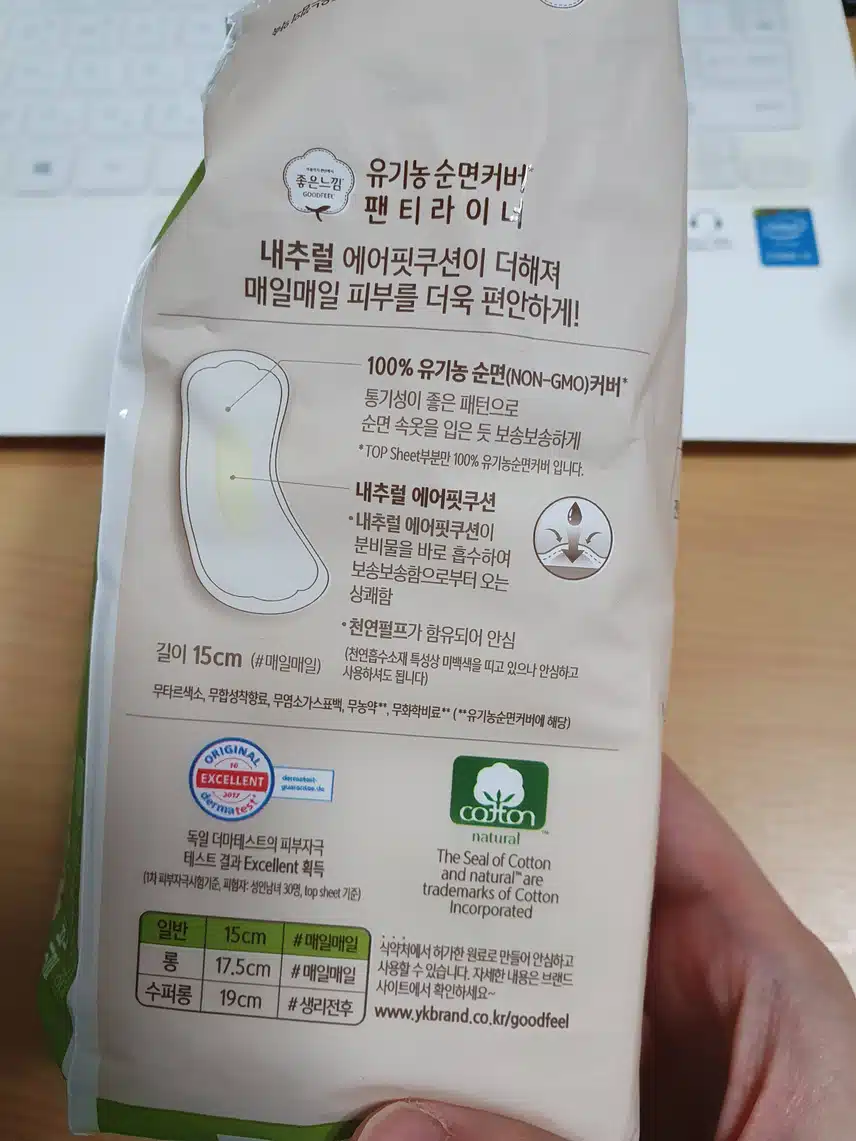 좋은느낌
GOODFEEL
유기농 순면커버*
팬티라이너
내추럴 에어핏쿠션이 더해져
매일매일 피부를 더욱 편안하게!
100% 유기농 순면(NON-GMO)커버*
통기성이 좋은 패턴으로
순면 속옷을 입은 듯 보송보송하게
*TOP Sheet부분만 100% 유기농순면커버 입니다.
내추럴 에어핏쿠션
•내추럴 에어핏쿠션이
분비물을 바로 흡수하여
보송보송함으로부터 오는
상쾌함
•천연펄프가 함유되어 안심
(천연흡수소재 특성상 미백색을 띠고 있으나 안심하고
사용하셔도 됩니다)
길이 15cm (#매일매일)
무타르색소, 무합성착향료, 무염소가스표백, 무농약**, 무화학비료** (**유기농순면커버에 해당)
ORIGINAL
EXCELLENT
2017
dermatest
dermatest-
guarantee.de
독일 더마테스트의 피부자극
테스트 결과 Excellent 획득
(1차 피부자극시험기준, 피험자: 성인남녀 30명, top sheet 기준)
cotton™
natural
The Seal of Cotton
and natural™ are
trademarks of Cotton
Incorporated
일반 15cm #매일매일
롱 17.5cm #매일매일
수퍼롱 19cm #생리전후
식약처에서 허가한 원료로 만들어 안심하고
사용할 수 있습니다. 자세한 내용은 브랜드
사이트에서 확인하세요~
www.ykbrand.co.kr/goodfeel